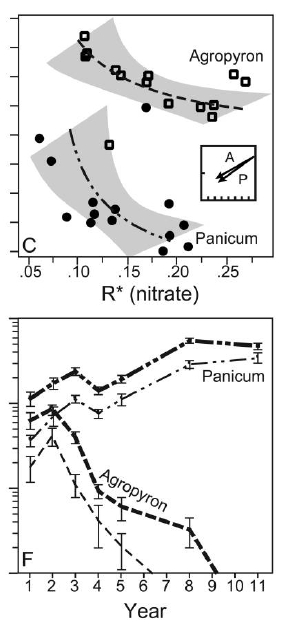 Agropyron
A
P
C
Panicum
.05 .10 .15 .20 .25
R* (nitrate)
Panicum
Agropyron
F
1 2 3 4 5 6 7 8 9 10 11
Year